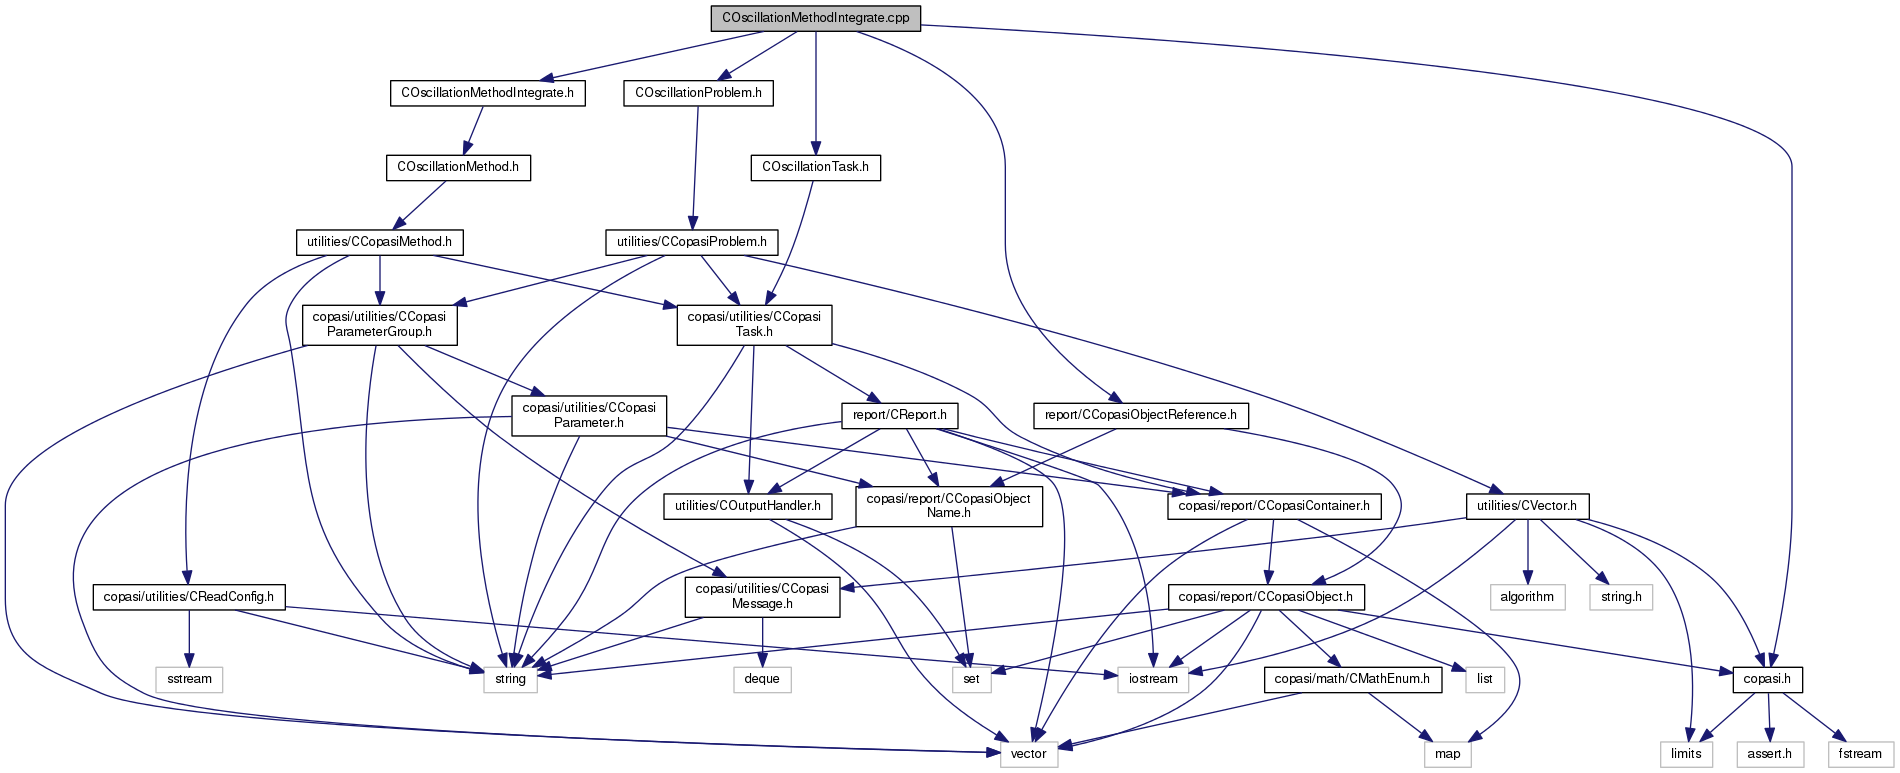 COscillationMethodIntegrate.cpp
COscillationMethodIntegrate.h
COscillationProblem.h
COscillationMethod.h
COscillationTask.h
utilities/CCopasiMethod.h
utilities/CCopasiProblem.h
copasi/utilities/CCopasi
ParameterGroup.h
copasi/utilities/CCopasi
Task.h
copasi/utilities/CCopasi
Parameter.h
report/CReport.h
report/CCopasiObjectReference.h
utilities/COutputHandler.h
copasi/report/CCopasiObject
Name.h
copasi/report/CCopasiContainer.h
utilities/CVector.h
copasi/utilities/CReadConfig.h
copasi/utilities/CCopasi
Message.h
copasi/report/CCopasiObject.h
algorithm
string.h
sstream
string
deque
set
iostream
copasi/math/CMathEnum.h
list
copasi.h
vector
map
limits
assert.h
fstream